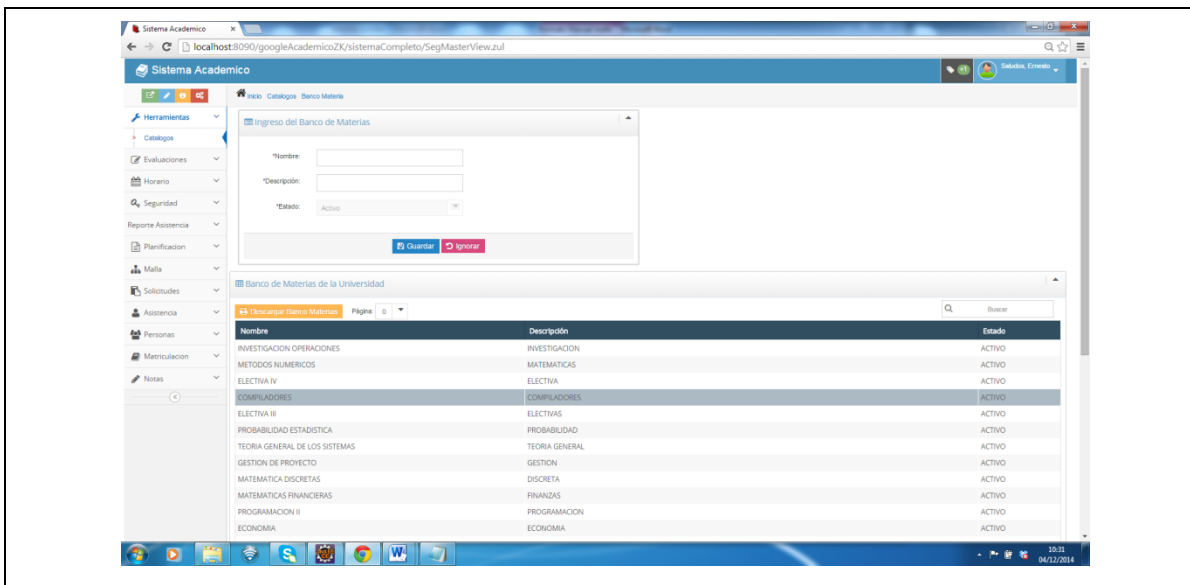 Sistema Academico
localhost:8090/googleAcademicoZK/sistemaCompleto/SegMasterView.zul
Sistema Academico
+1 Saludos, Ernesto
Inicio Catalogos Banco Materia
Herramientas
Catalogos
Evaluaciones
Horario
Seguridad
Reporte Asistencia
Planificacion
Malla
Solicitudes
Asistencia
Personas
Matriculacion
Notas
Ingreso del Banco de Materias
*Nombre:
*Descripción:
*Estado: Activo
Guardar Ignorar
Banco de Materias de la Universidad
Descargar Banco Materias Página: 0 Buscar
Nombre Descripción Estado
INVESTIGACION OPERACIONES INVESTIGACION ACTIVO
METODOS NUMERICOS MATEMATICAS ACTIVO
ELECTIVA IV ELECTIVA ACTIVO
COMPILADORES COMPILADORES ACTIVO
ELECTIVA III ELECTIVAS ACTIVO
PROBABILIDAD ESTADISTICA PROBABILIDAD ACTIVO
TEORIA GENERAL DE LOS SISTEMAS TEORIA GENERAL ACTIVO
GESTION DE PROYECTO GESTION ACTIVO
MATEMATICA DISCRETAS DISCRETA ACTIVO
MATEMATICAS FINANCIERAS FINANZAS ACTIVO
PROGRAMACION II PROGRAMACION ACTIVO
ECONOMIA ECONOMIA ACTIVO
10:31
04/12/2014